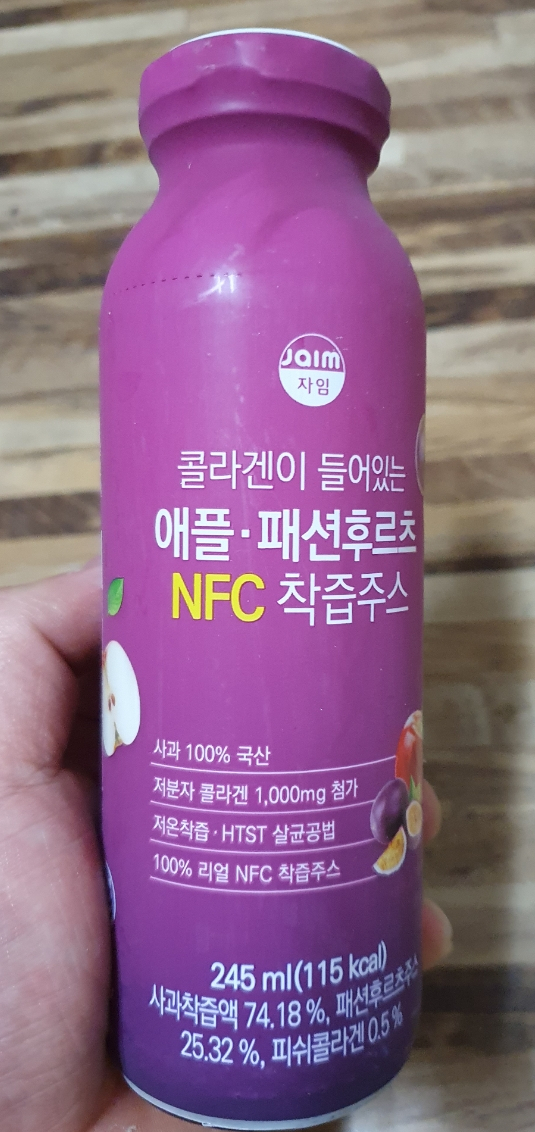 Jaim
자임
콜라겐이 들어있는
애플·패션후르츠
NFC 착즙주스
사과 100% 국산
저분자 콜라겐 1,000mg 첨가
저온착즙·HTST 살균공법
100% 리얼 NFC 착즙주스
245 ml(115 kcal)
사과착즙액 74.18 %, 패션후르츠주스
25.32 %, 피쉬콜라겐 0.5 %